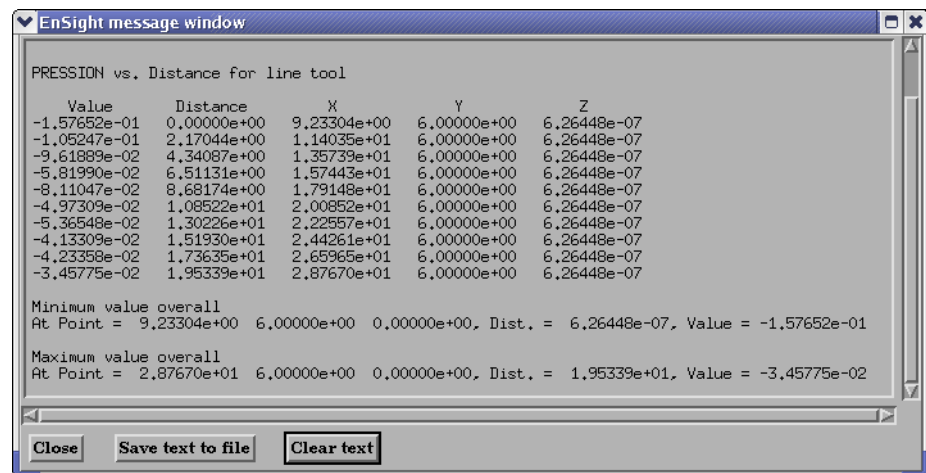 EnSight message window
PRESSION vs. Distance for line tool
Value Distance X Y Z
-1.57652e-01 0.00000e+00 9.23304e+00 6.00000e+00 6.26448e-07
-1.05247e-01 2.17044e+00 1.14035e+01 6.00000e+00 6.26448e-07
-9.61889e-02 4.34087e+00 1.35739e+01 6.00000e+00 6.26448e-07
-5.81990e-02 6.51131e+00 1.57443e+01 6.00000e+00 6.26448e-07
-8.11047e-02 8.68174e+00 1.79148e+01 6.00000e+00 6.26448e-07
-4.97309e-02 1.08522e+01 2.00852e+01 6.00000e+00 6.26448e-07
-5.36548e-02 1.30226e+01 2.22557e+01 6.00000e+00 6.26448e-07
-4.13309e-02 1.51930e+01 2.44261e+01 6.00000e+00 6.26448e-07
-4.23358e-02 1.73635e+01 2.65965e+01 6.00000e+00 6.26448e-07
-3.45775e-02 1.95339e+01 2.87670e+01 6.00000e+00 6.26448e-07
Minimum value overall
At Point = 9.23304e+00 6.00000e+00 0.00000e+00, Dist. = 6.26448e-07, Value = -1.57652e-01
Maximum value overall
At Point = 2.87670e+01 6.00000e+00 0.00000e+00, Dist. = 1.95339e+01, Value = -3.45775e-02
Close Save text to file Clear text